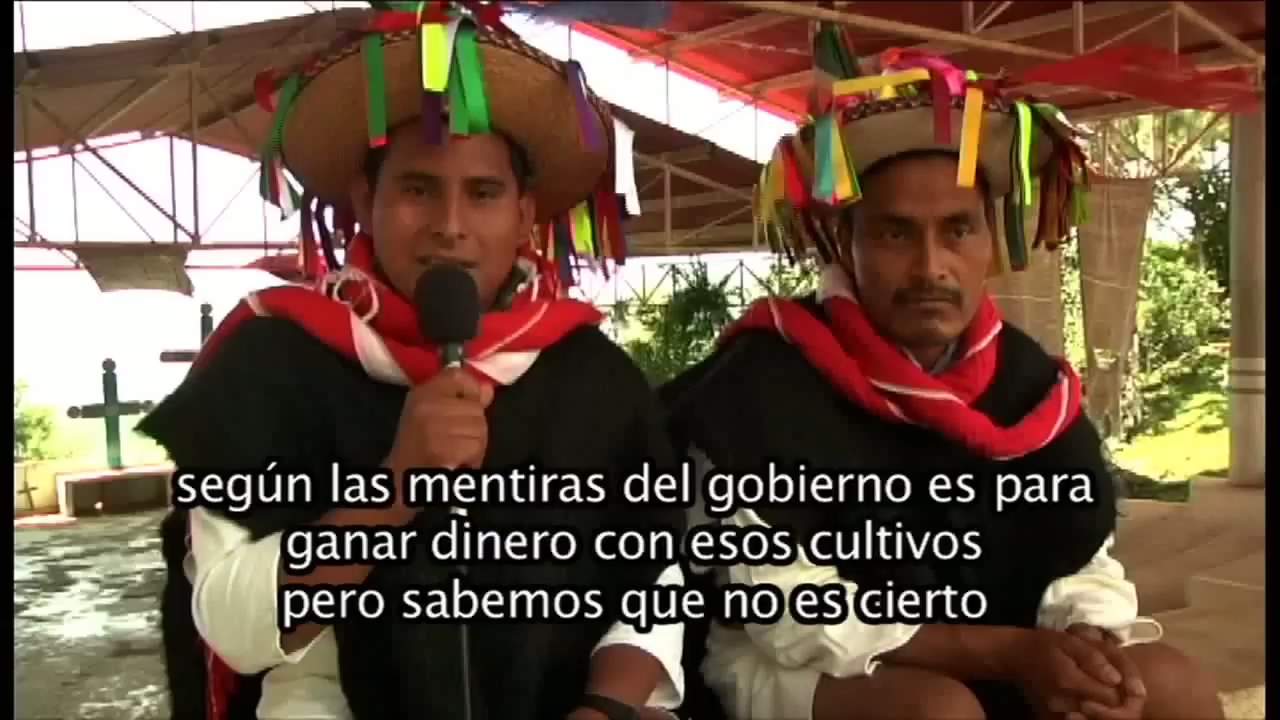 según las mentiras del gobierno es para
ganar dinero con esos cultivos
pero sabemos que no es cierto